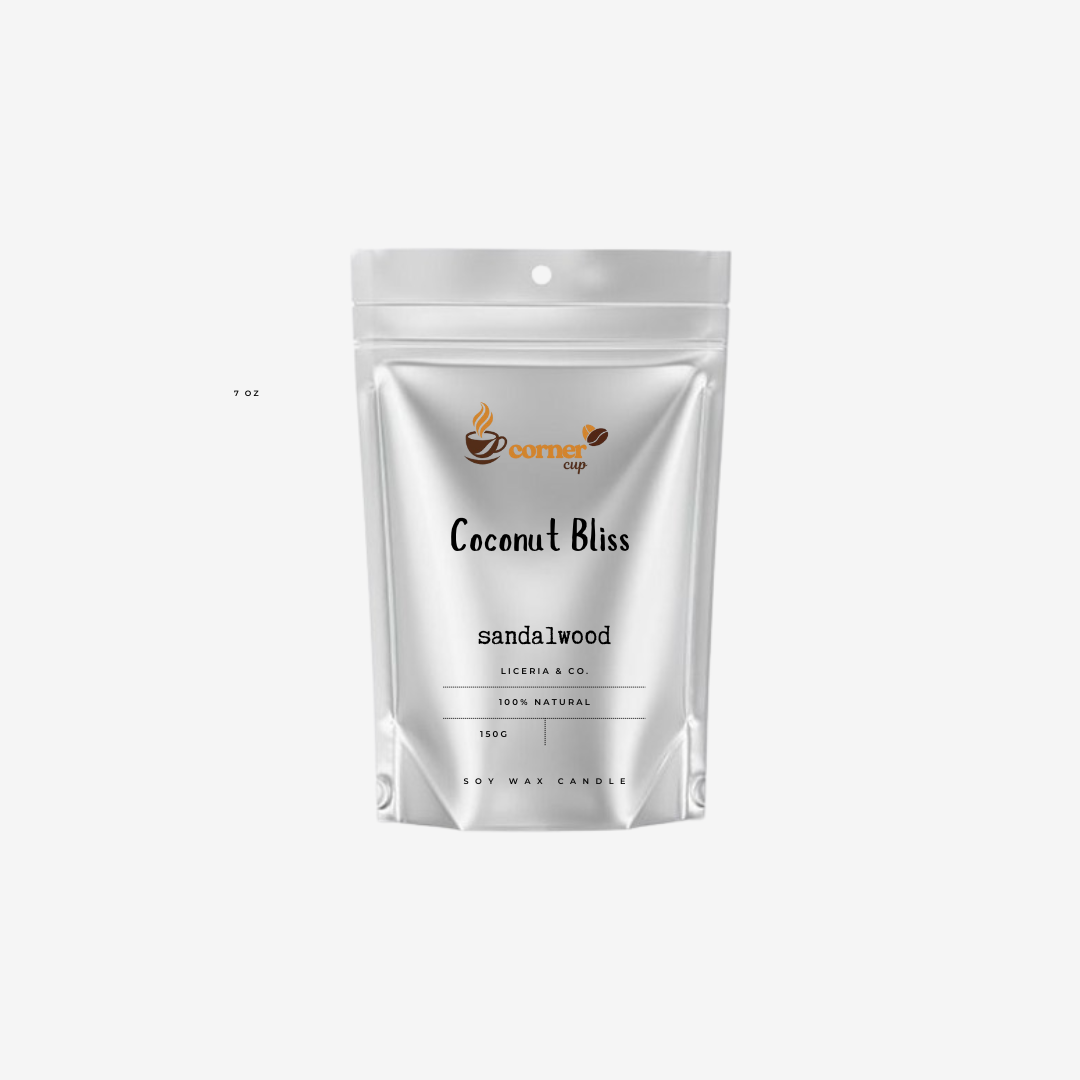 7 OZ
corner
cup
Coconut Bliss
sandalwood
LICERIA & CO.
100% NATURAL
150G
SOY WAX CANDLE